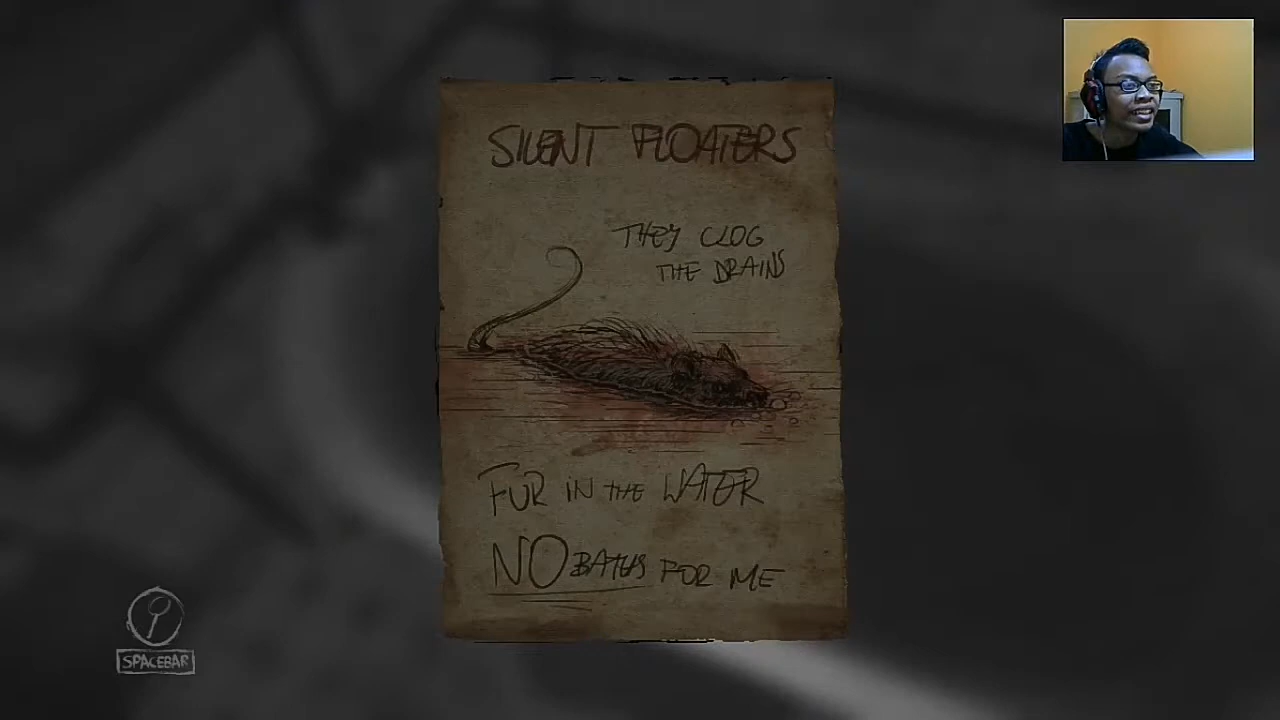 SILENT FLOATERS
THEY CLOG
THE DRAINS
FUR IN THE WATER
NO BATHS FOR ME
SPACEBAR